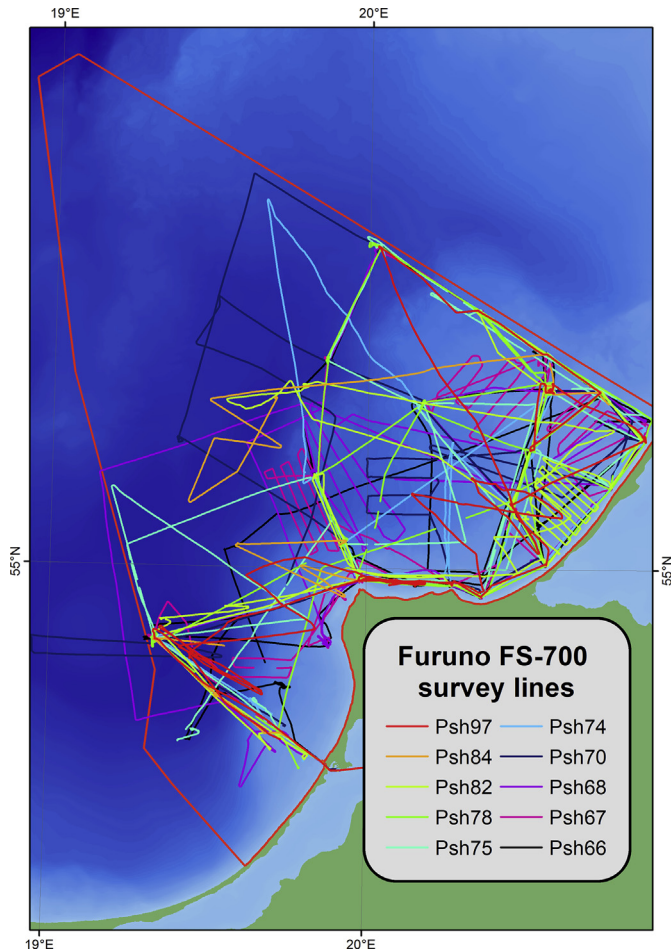 19°E 20°E
55°N 55°N
Furuno FS-700
survey lines
Psh97 Psh74
Psh84 Psh70
Psh82 Psh68
Psh78 Psh67
Psh75 Psh66
19°E 20°E